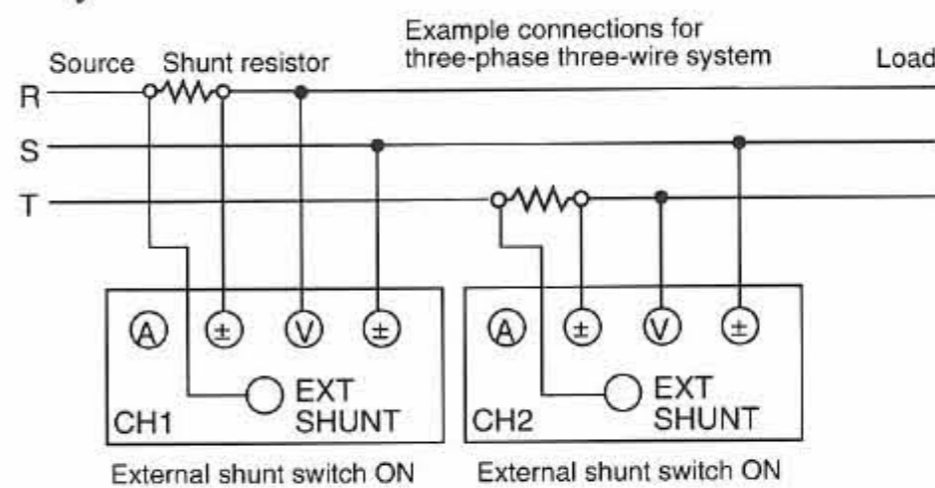 Example connections for
three-phase three-wire system
Source Shunt resistor Load
R
S
T
A ± V ± A ± V ±
EXT EXT
CH1 SHUNT CH2 SHUNT
External shunt switch ON External shunt switch ON